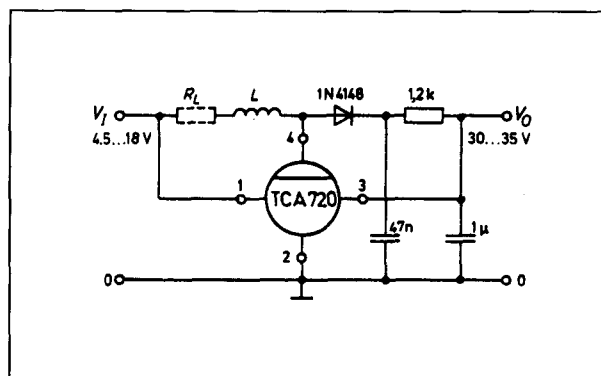 1N4148
1,2k
R_L
L
V_I
V_O
4.5...18 V
30...35 V
4
1
TCA720
3
47n
1µ
2
0
0